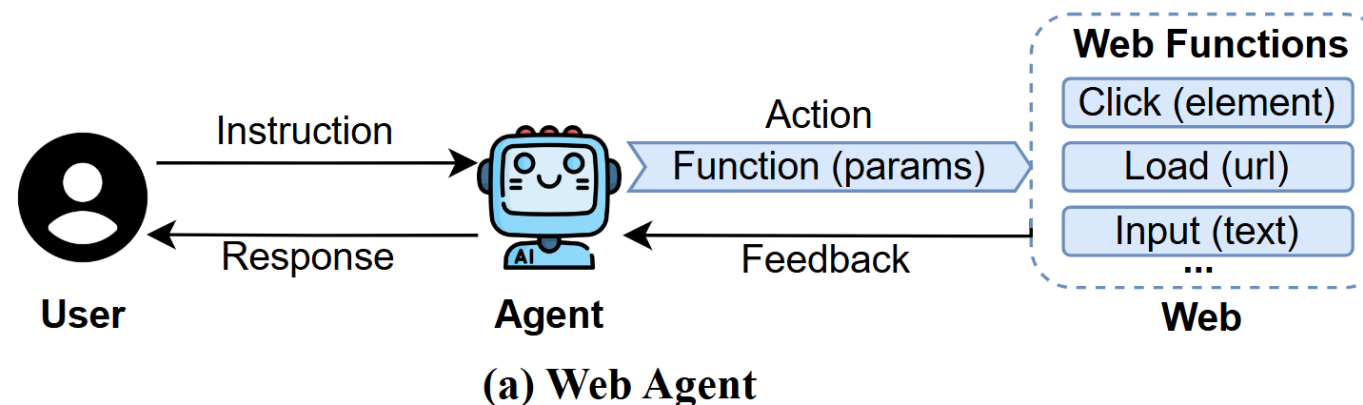 Web Functions
Click (element)
Instruction
Action
Function (params)
Load (url)
Input (text)
Response
Feedback
...
AI
User
Agent
Web
(a) Web Agent